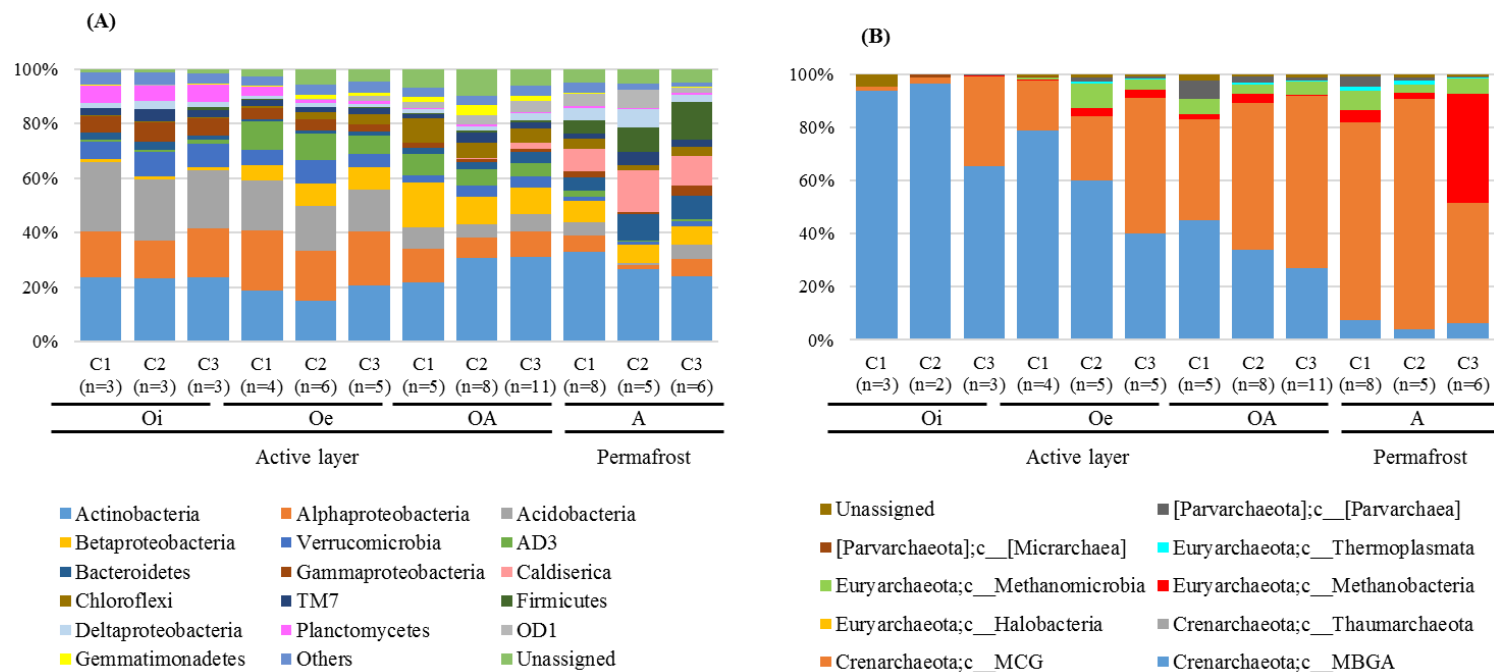 (A)
100%
80%
60%
40%
20%
0%
C1 C2 C3 C1 C2 C3 C1 C2 C3 C1 C2 C3
(n=3) (n=3) (n=3) (n=4) (n=6) (n=5) (n=5) (n=8) (n=11) (n=8) (n=5) (n=6)
Oi Oe OA A
Active layer Permafrost
Actinobacteria Alphaproteobacteria Acidobacteria
Betaproteobacteria Verrucomicrobia AD3
Bacteroidetes Gammaproteobacteria Caldiserica
Chloroflexi TM7 Firmicutes
Deltaproteobacteria Planctomycetes OD1
Gemmatimonadetes Others Unassigned
(B)
100%
80%
60%
40%
20%
0%
C1 C2 C3 C1 C2 C3 C1 C2 C3 C1 C2 C3
(n=3) (n=2) (n=3) (n=4) (n=5) (n=5) (n=5) (n=8) (n=11) (n=8) (n=5) (n=6)
Oi Oe OA A
Active layer Permafrost
Unassigned [Parvarchaeota];c__[Parvarchaea]
[Parvarchaeota];c__[Micrarchaea] Euryarchaeota;c__Thermoplasmata
Euryarchaeota;c__Methanomicrobia Euryarchaeota;c__Methanobacteria
Euryarchaeota;c__Halobacteria Crenarchaeota;c__Thaumarchaeota
Crenarchaeota;c__MCG Crenarchaeota;c__MBGA